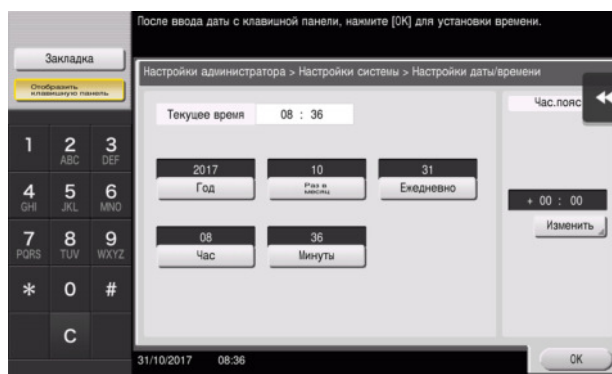 После ввода даты с клавишной панели, нажмите [OK] для установки
времени.
Закладка
Отобразить
клавишную панель
Настройки администратора > Настройки системы > Настройки даты/времени
Текущее время 08 : 36
Час.пояс
2017 10 31
Год Раз в месяц Ежедневно
08 36
Час Минуты
+ 00 : 00
Изменить
1 2 3
ABC DEF
4 5 6
GHI JKL MNO
7 8 9
PQRS TUV WXYZ
* 0 #
C
31/10/2017 08:36
OK